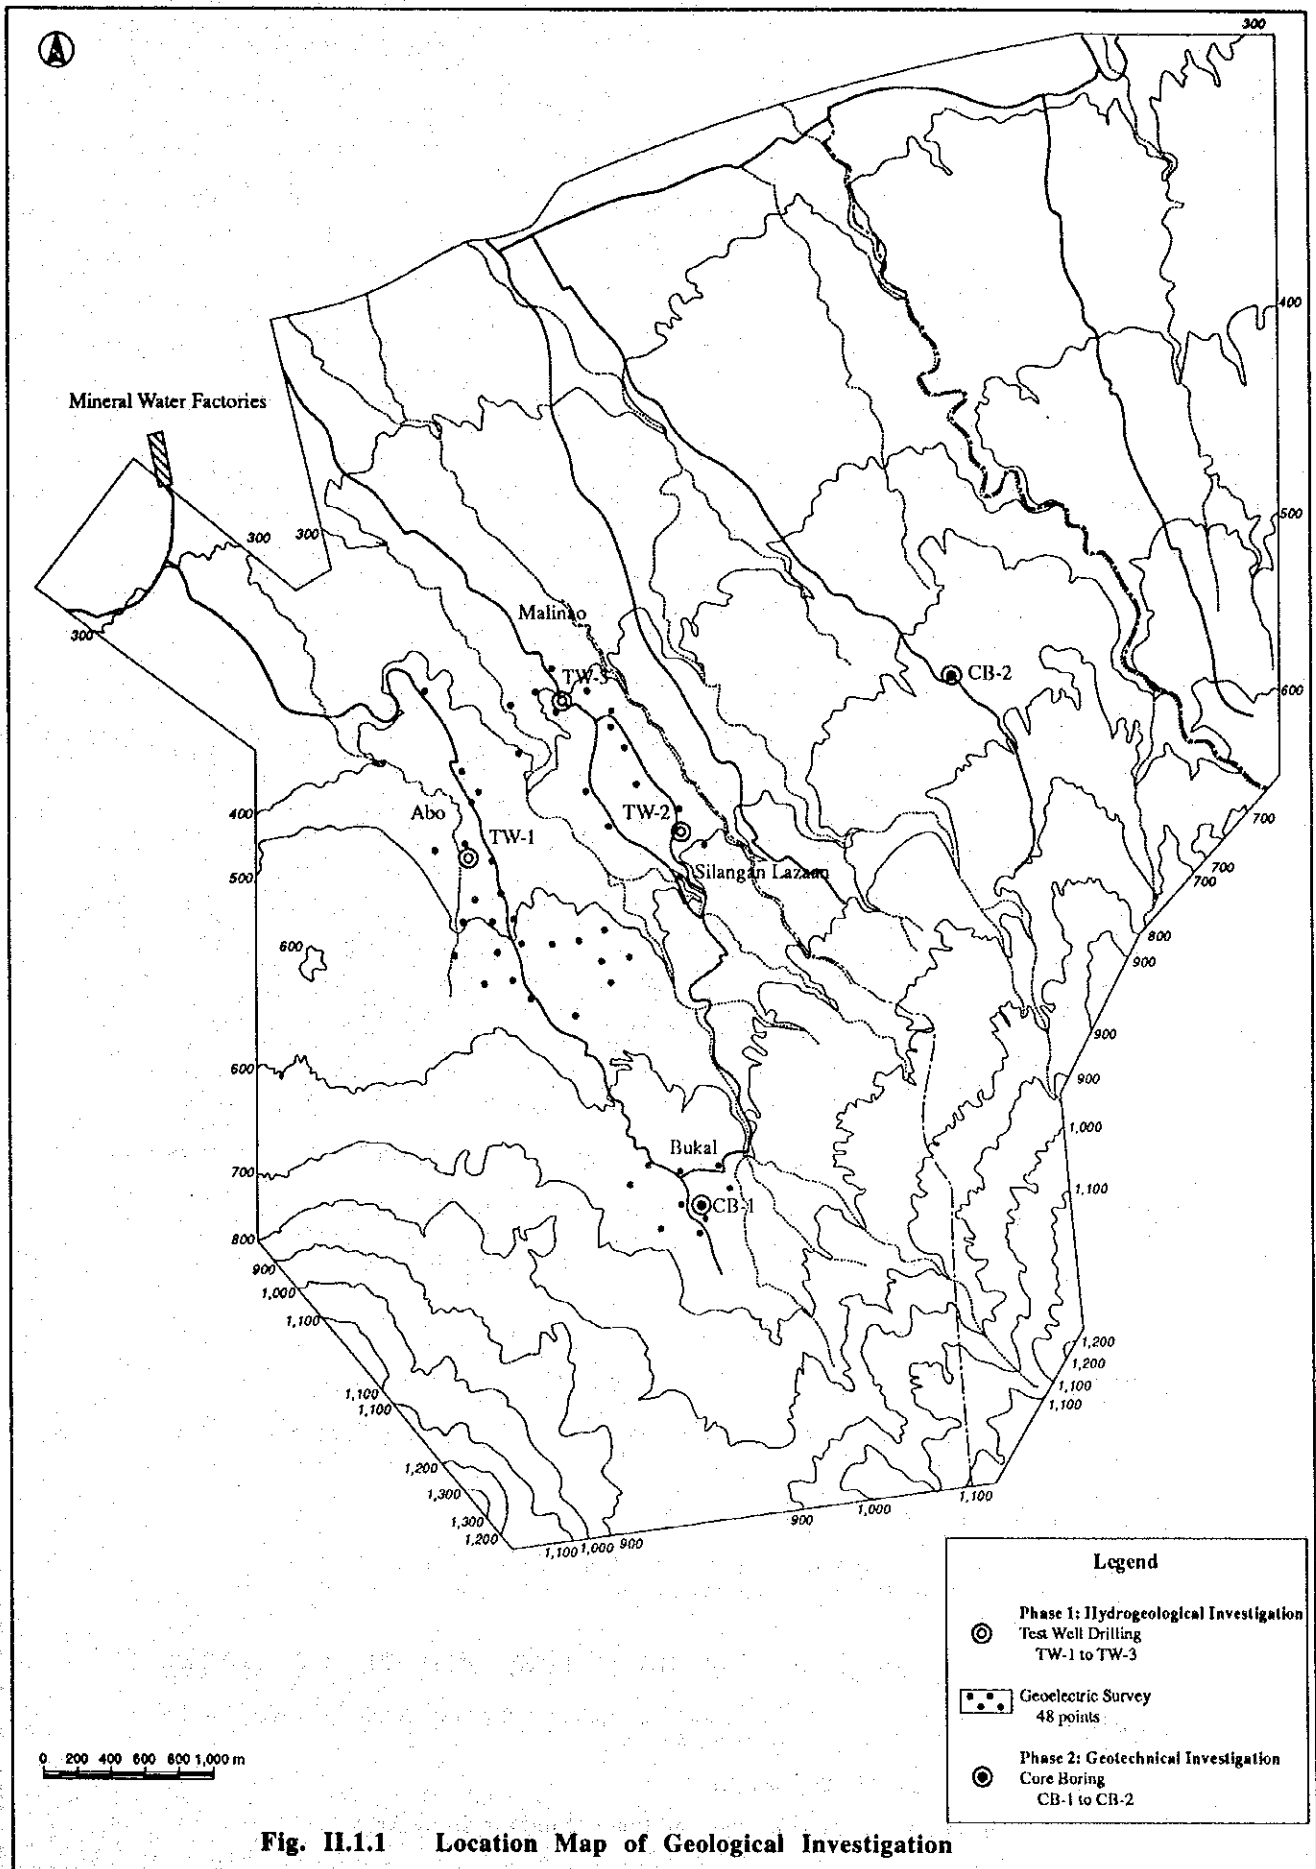 300
400
Mineral Water Factories
500
300
300
Malinao
300
TW-3
CB-2
600
400
Abo
TW-2
700
TW-1
500
Silangan Lazaan
700
700
800
600
900
900
600
900
1,000
Bukal
700
1,100
CB-1
800
900
1,000
1,100
1,200
1,200
1,100
1,100
1,100
1,100
1,200
1,300
1,300
1,200
1,100
1,000
900
1,100 1,000 900
Legend
Phase 1: Hydrogeological Investigation
Test Well Drilling
TW-1 to TW-3
Geoelectric Survey
48 points
Phase 2: Geotechnical Investigation
Core Boring
CB-1 to CB-2
0 200 400 600 800 1,000 m
Fig. II.1.1 Location Map of Geological Investigation